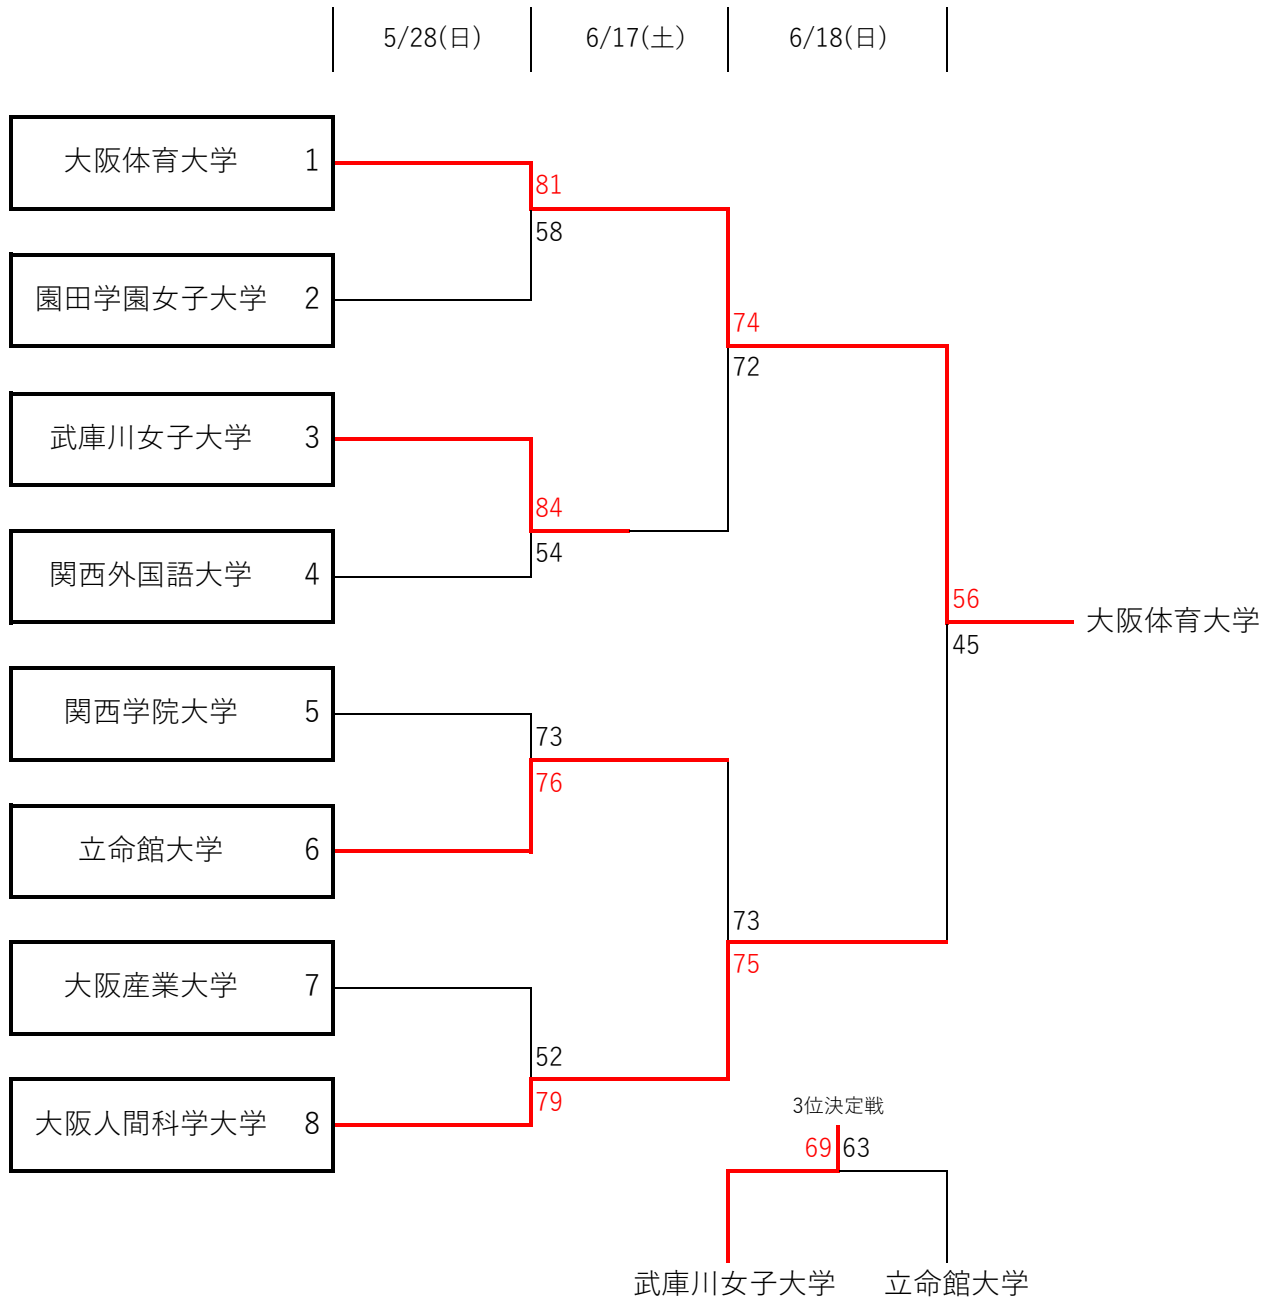 5/28(日) 6/17(土) 6/18(日)
大阪体育大学 1
81
58
園田学園女子大学 2
74
72
武庫川女子大学 3
84
54
関西外国語大学 4
56
大阪体育大学
45
関西学院大学 5
73
76
立命館大学 6
73
75
大阪産業大学 7
52
79
大阪人間科学大学 8
3位決定戦
69 63
武庫川女子大学 立命館大学